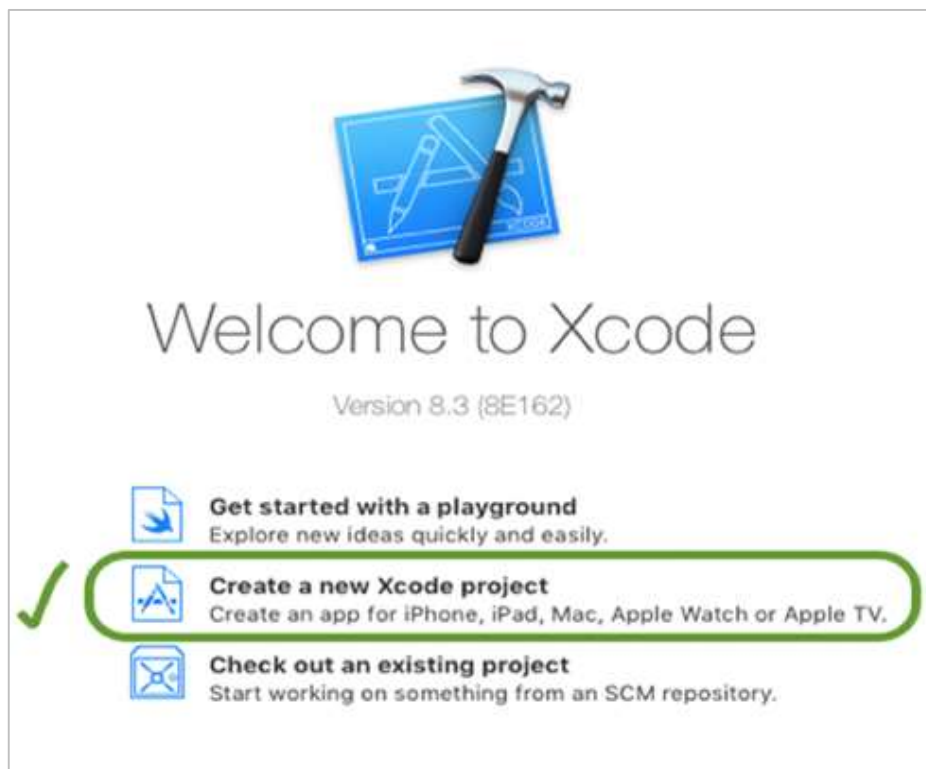 XCODE
Welcome to Xcode
Version 8.3 (8E162)
Get started with a playground
Explore new ideas quickly and easily.
Create a new Xcode project
Create an app for iPhone, iPad, Mac, Apple Watch or Apple TV.
Check out an existing project
Start working on something from an SCM repository.